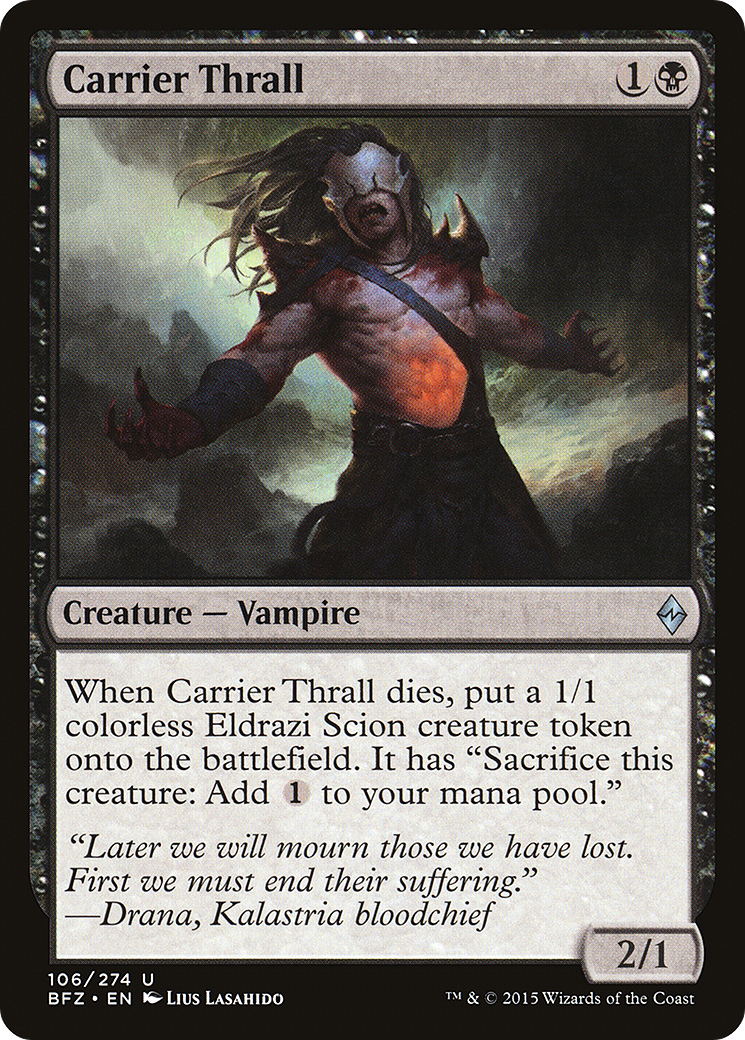 Carrier Thrall 1
Creature — Vampire
When Carrier Thrall dies, put a 1/1
colorless Eldrazi Scion creature token
onto the battlefield. It has “Sacrifice this
creature: Add 1 to your mana pool.”
“Later we will mourn those we have lost.
First we must end their suffering.”
—Drana, Kalastria bloodchief
2/1
106/274 U
BFZ • EN Lius Lasahido
™ & © 2015 Wizards of the Coast